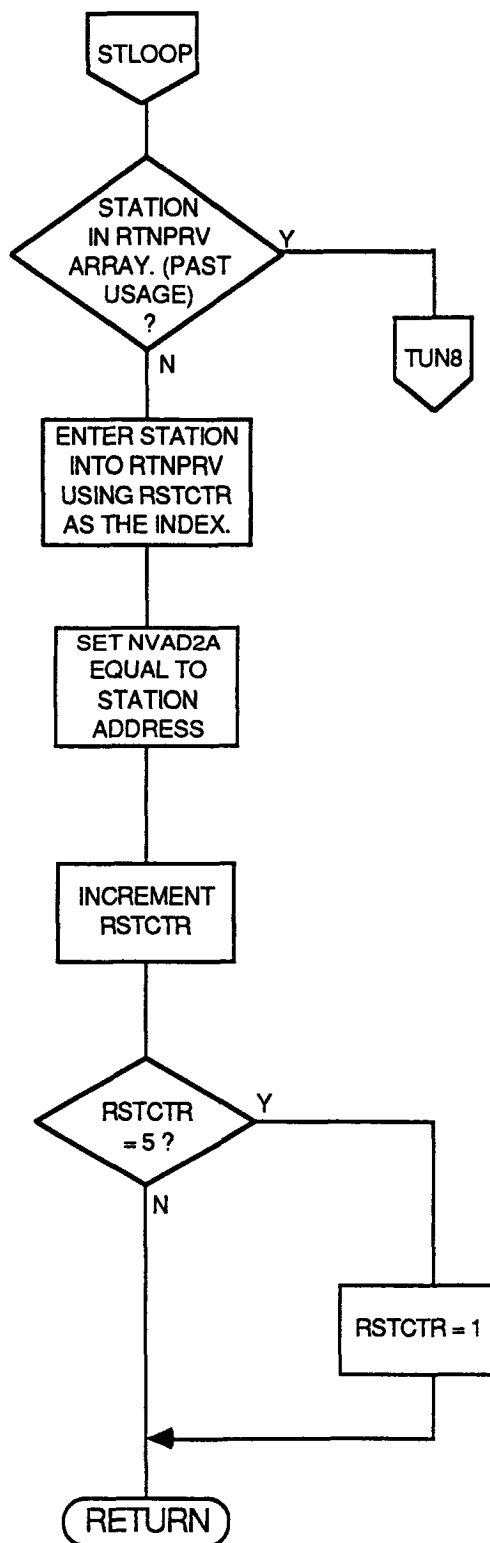 STLOOP
STATION
IN RTNPRV
ARRAY. (PAST
USAGE)
?
Y
TUN8
N
ENTER STATION
INTO RTNPRV
USING RSTCTR
AS THE INDEX.
SET NVAD2A
EQUAL TO
STATION
ADDRESS
INCREMENT
RSTCTR
RSTCTR
= 5 ?
Y
N
RSTCTR = 1
RETURN